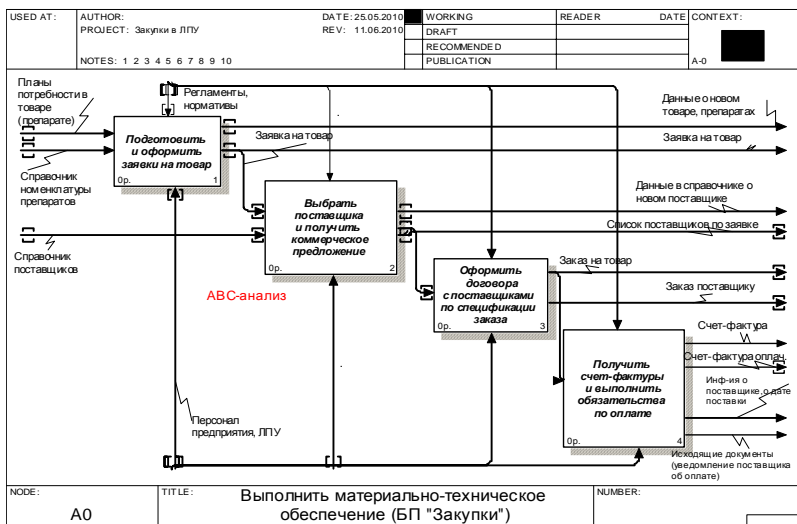 USED AT:
AUTHOR:
DATE: 25.05.2010
WORKING
READER
DATE
CONTEXT:
PROJECT: Закупки в ЛПУ
REV: 11.06.2010
DRAFT
RECOMMENDED
NOTES: 1 2 3 4 5 6 7 8 9 10
PUBLICATION
A-0
Планы
потребности в
товаре
(препарате)
Регламенты,
нормативы
Данные о новом
товаре, препаратах
Подготовить
и оформить
заявки на товар
0р.
1
Заявка на товар
Заявка на товар
Справочник
номенклатуры
препаратов
Выбрать
поставщика
и получить
коммерческое
предложение
0р.
2
Данные в справочнике о
новом поставщике
Список поставщиков по заявке
Справочник
поставщиков
ABC-анализ
Оформить
договора
с поставщиками
по спецификации
заказа
0р.
3
Заказ на товар
Заказ поставщику
Счет-фактура
Счет-фактура оплач.
Получить
счет-фактуры
и выполнить
обязательства
по оплате
0р.
4
Инф-ия о
поставщике, о дате
поставки
Персонал
предприятия, ЛПУ
Исходящие документы
(уведомление поставщика
об оплате)
NODE:
TITLE:
NUMBER:
A0
Выполнить материально-техническое
обеспечение (БП "Закупки")